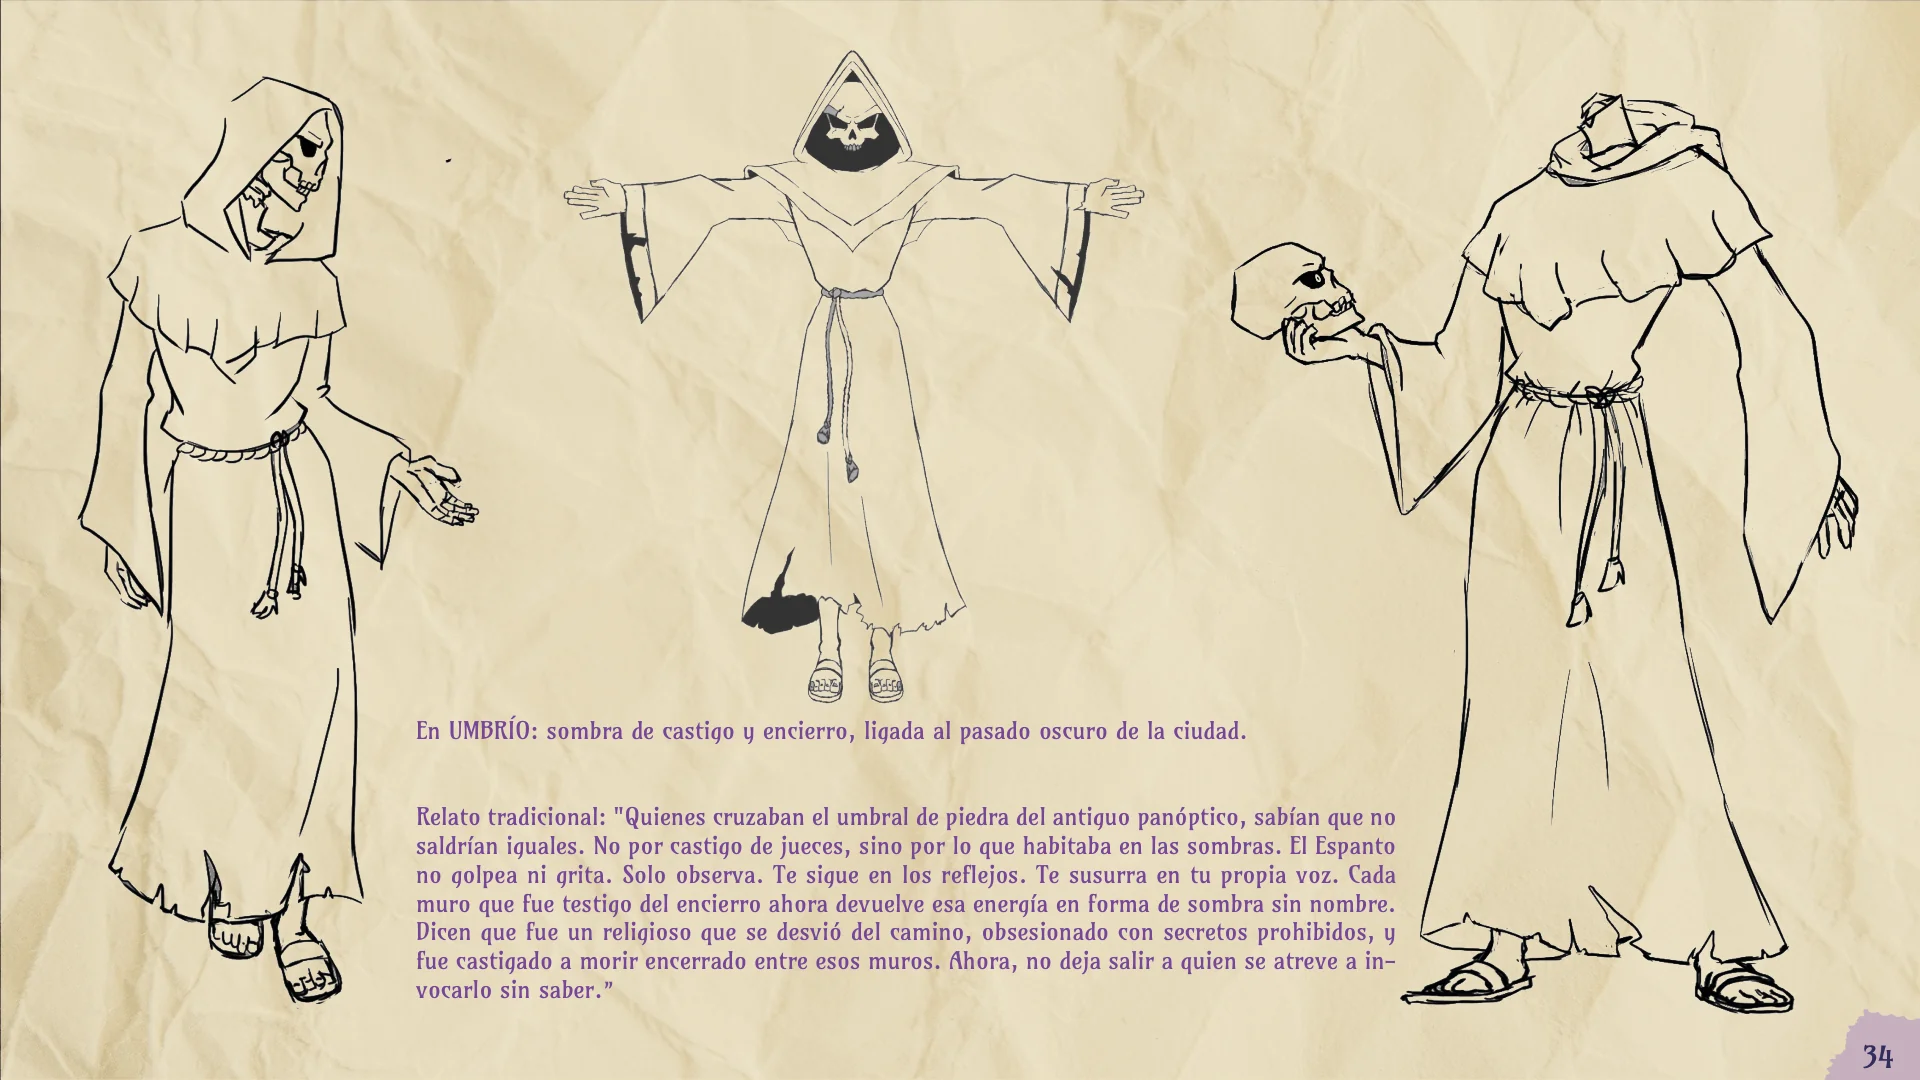 En UMBRÍO: sombra de castigo y encierro, ligada al pasado oscuro de la ciudad.
Relato tradicional: "Quienes cruzaban el umbral de piedra del antiguo panóptico, sabían que no
saldrían iguales. No por castigo de jueces, sino por lo que habitaba en las sombras. El Espanto
no golpea ni grita. Solo observa. Te sigue en los reflejos. Te susurra en tu propia voz. Cada
muro que fue testigo del encierro ahora devuelve esa energía en forma de sombra sin nombre.
Dicen que fue un religioso que se desvió del camino, obsesionado con secretos prohibidos, y
fue castigado a morir encerrado entre esos muros. Ahora, no deja salir a quien se atreve a in-
vocarlo sin saber.”
34